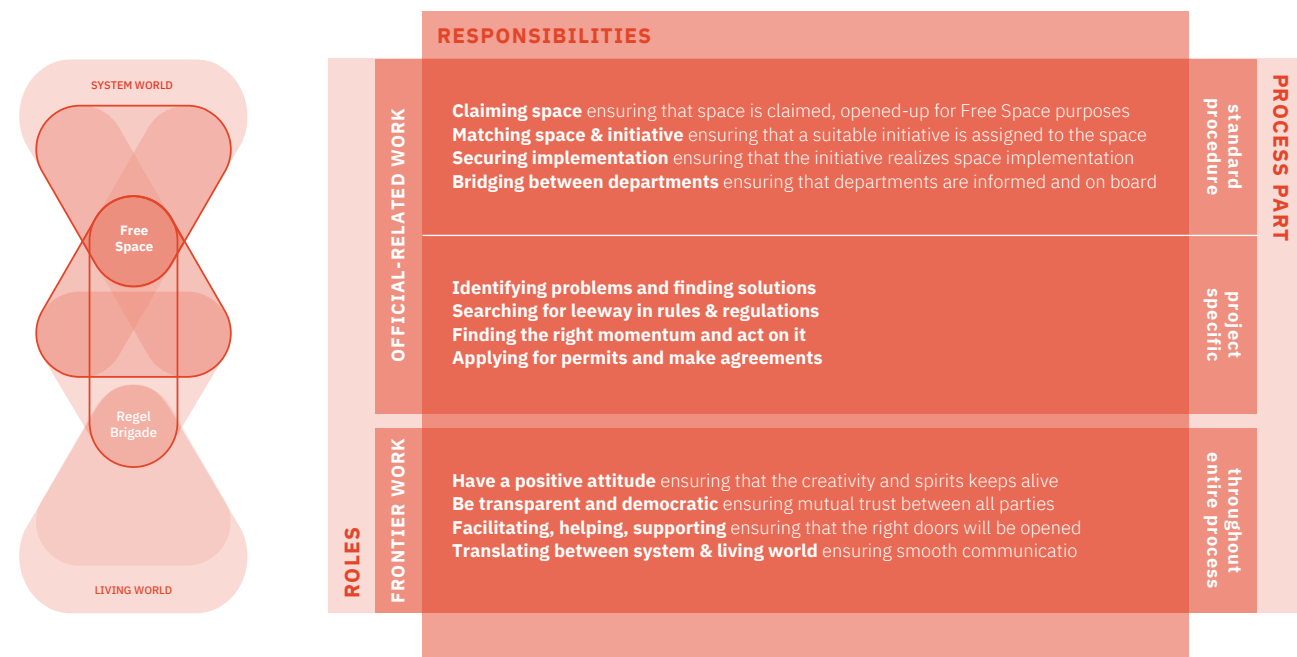 SYSTEM WORLD
Free
Space
Regel
Brigade
LIVING WORLD
RESPONSIBILITIES
ROLES
OFFICIAL-RELATED WORK
Claiming space ensuring that space is claimed, opened-up for Free Space purposes
Matching space & initiative ensuring that a suitable initiative is assigned to the space
Securing implementation ensuring that the initiative realizes space implementation
Bridging between departments ensuring that departments are informed and on board
standard
procedure
PROCESS PART
Identifying problems and finding solutions
Searching for leeway in rules & regulations
Finding the right momentum and act on it
Applying for permits and make agreements
project
specific
FRONTIER WORK
Have a positive attitude ensuring that the creativity and spirits keeps alive
Be transparent and democratic ensuring mutual trust between all parties
Facilitating, helping, supporting ensuring that the right doors will be opened
Translating between system & living world ensuring smooth communicatio
throughout
entire process